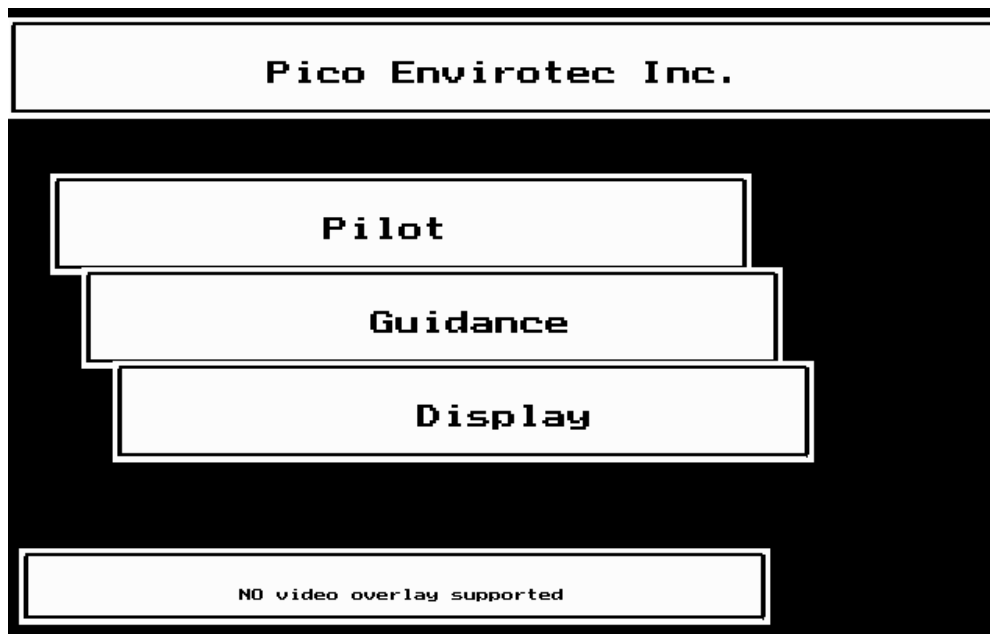 Pico Envirotec Inc.
Pilot
Guidance
Display
NO video overlay supported